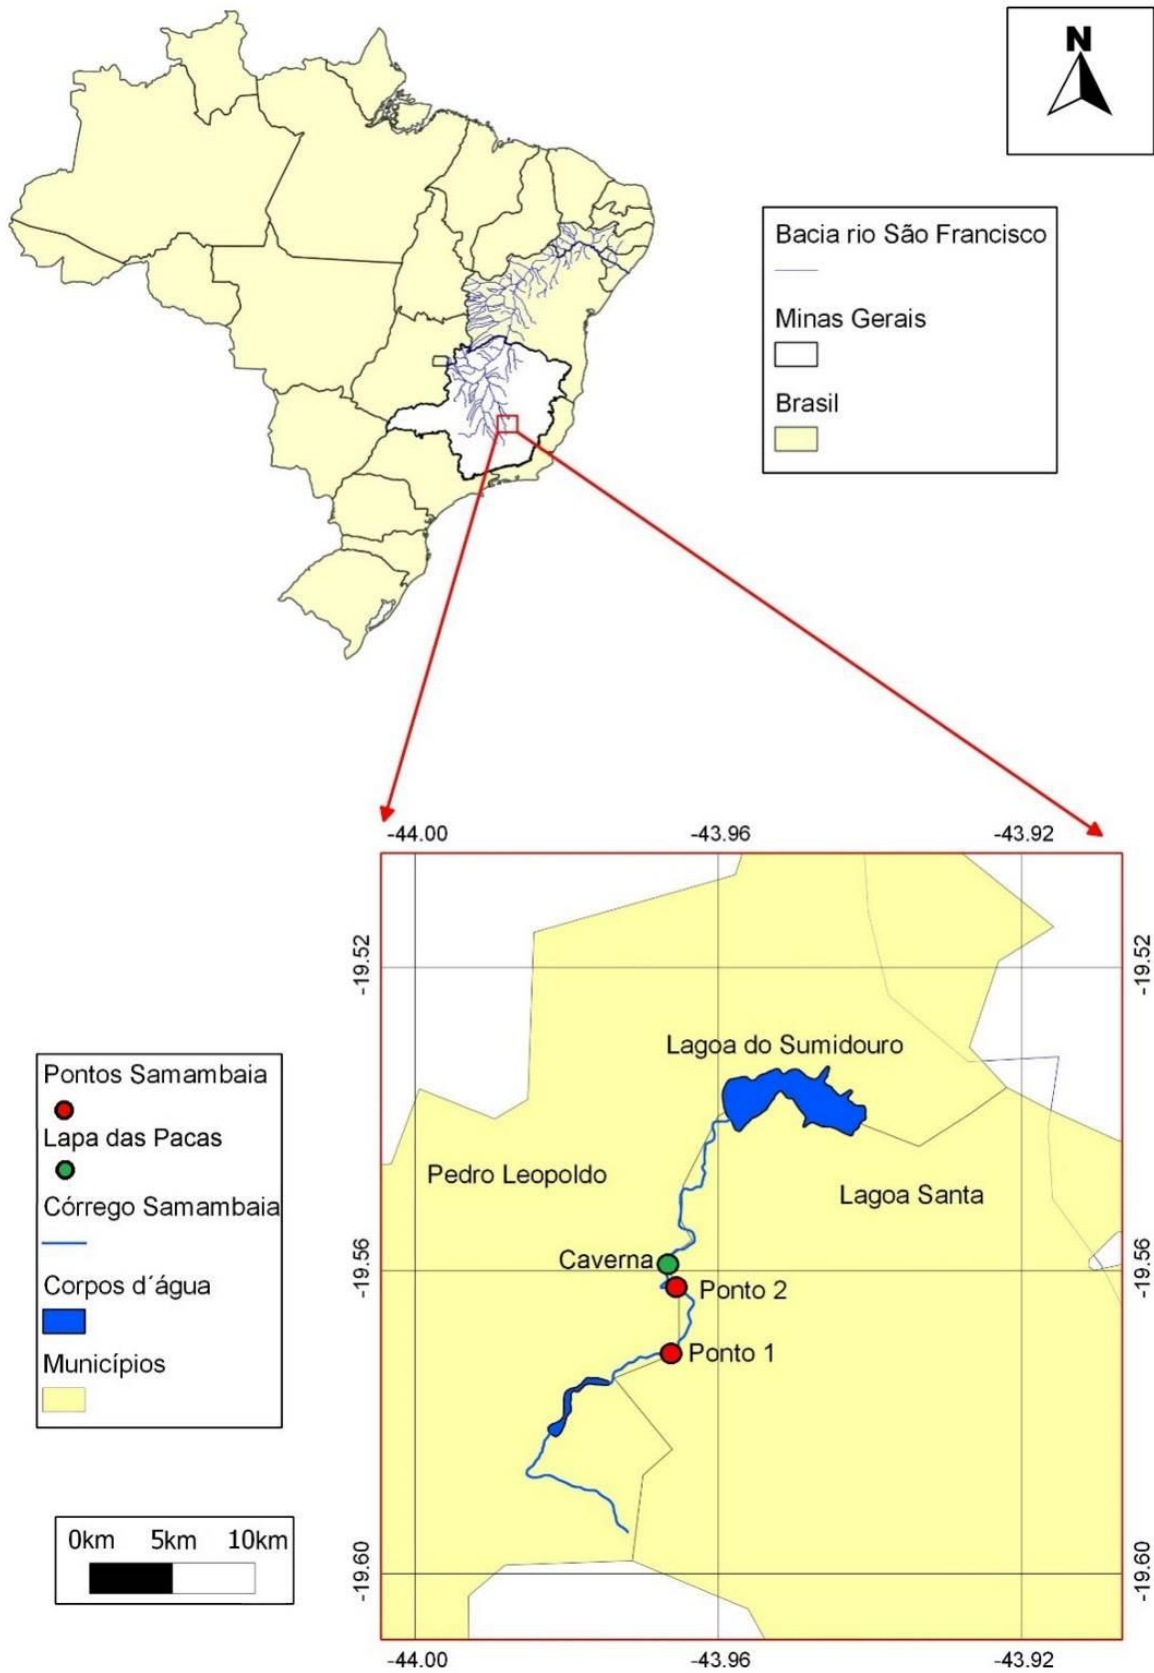 N
Bacia rio São Francisco
Minas Gerais
Brasil
-44.00 -43.96 -43.92
-19.52 -19.52
Lagoa do Sumidouro
Pontos Samambaia
Lapa das Pacas
Córrego Samambaia
Corpos d´água
Municípios
Pedro Leopoldo
Lagoa Santa
Caverna
-19.56 -19.56
Ponto 2
Ponto 1
0km 5km 10km
-19.60 -19.60
-44.00 -43.96 -43.92